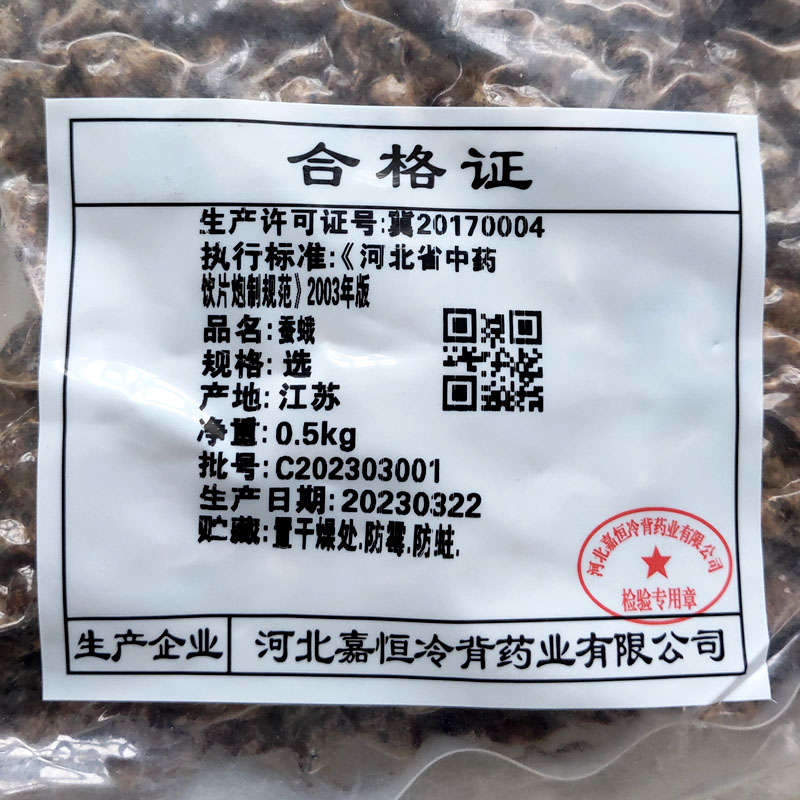 合格证
生产许可证号:冀20170004
执行标准:《河北省中药
饮片炮制规范》2003年版
品名:蚕蛾
规格:选
产地:江苏
净重:0.5kg
批号:C202303001
生产日期:20230322
贮藏:置干燥处.防霉.防蛀.
河北嘉恒冷背药业有限公司
检验专用章
生产企业 河北嘉恒冷背药业有限公司